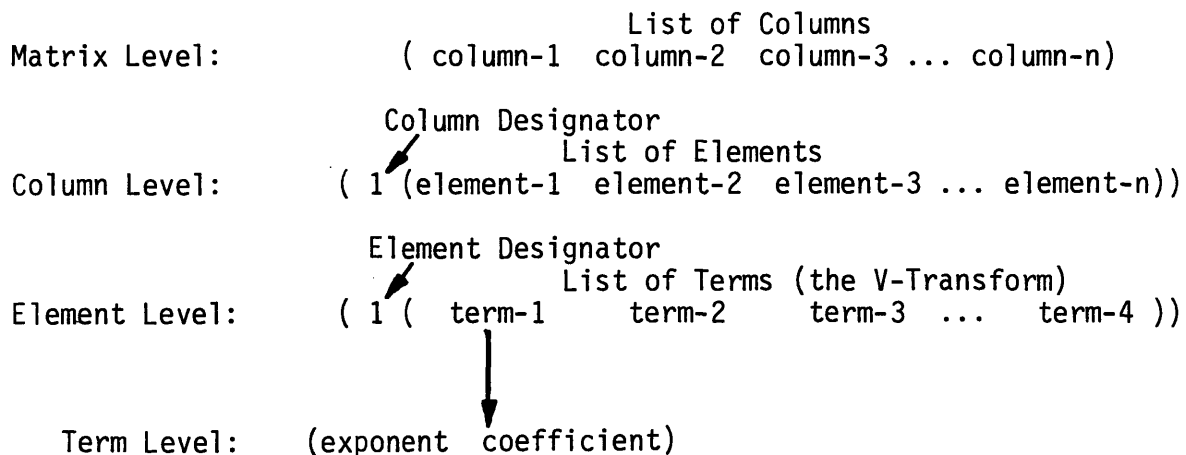 List of Columns
Matrix Level: ( column-1 column-2 column-3 ... column-n)
Column Designator
List of Elements
Column Level: ( 1 (element-1 element-2 element-3 ... element-n))
Element Designator
List of Terms (the V-Transform)
Element Level: ( 1 ( term-1 term-2 term-3 ... term-4 ))
Term Level: (exponent coefficient)